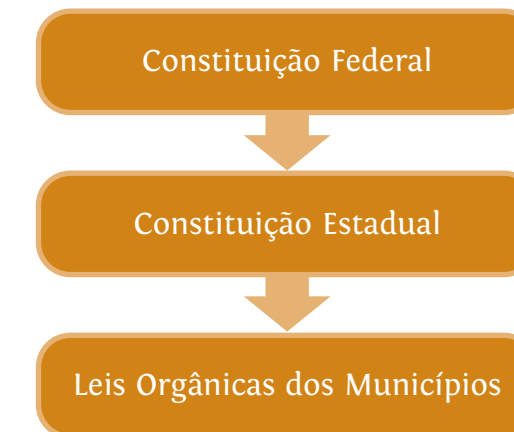 Constituição Federal
Constituição Estadual
Leis Orgânicas dos Municípios